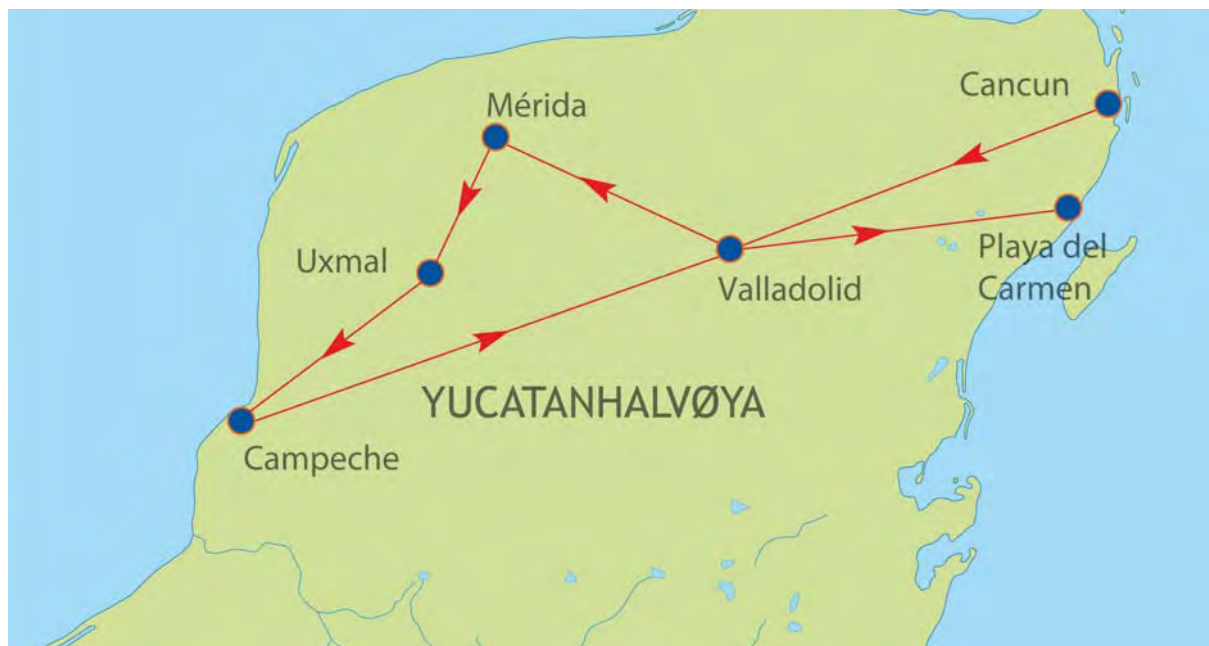 Cancun
Mérida
Playa del
Carmen
Uxmal
Valladolid
YUCATANHALVØYA
Campeche